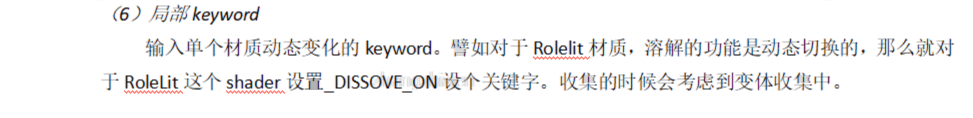 （6）局部 keyword
输入单个材质动态变化的 keyword。譬如对于 Rolelit 材质，溶解的功能是动态切换的，那么就对
于 RoleLit 这个 shader 设置_DISSOVE_ON 设个关键字。收集的时候会考虑到变体收集中。